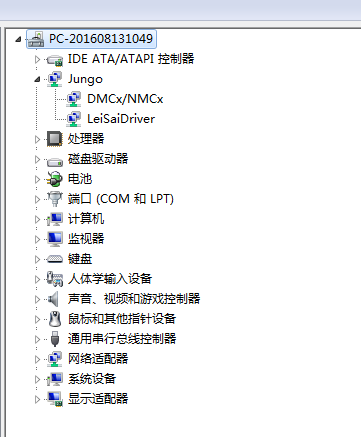 PC-201608131049
IDE ATA/ATAPI 控制器
Jungo
DMCx/NMCx
LeiSaiDriver
处理器
磁盘驱动器
电池
端口 (COM 和 LPT)
计算机
监视器
键盘
人体学输入设备
声音、视频和游戏控制器
鼠标和其他指针设备
通用串行总线控制器
网络适配器
系统设备
显示适配器